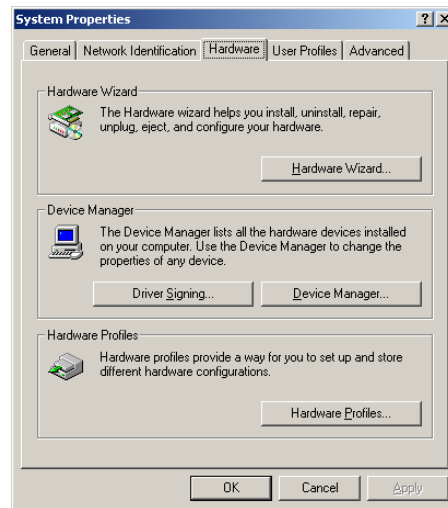 System Properties
General Network Identification Hardware User Profiles Advanced
Hardware Wizard
The Hardware wizard helps you install, uninstall, repair,
unplug, eject, and configure your hardware.
Hardware Wizard...
Device Manager
The Device Manager lists all the hardware devices installed
on your computer. Use the Device Manager to change the
properties of any device.
Driver Signing... Device Manager...
Hardware Profiles
Hardware profiles provide a way for you to set up and store
different hardware configurations.
Hardware Profiles...
OK Cancel Apply